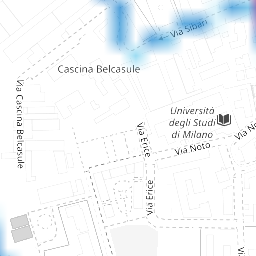 Via Sibari
Cascina Belcasule
Via Cascina Belcasule
Università
degli Studi
di Milano
Via Erice
Via Noto
Via Erice